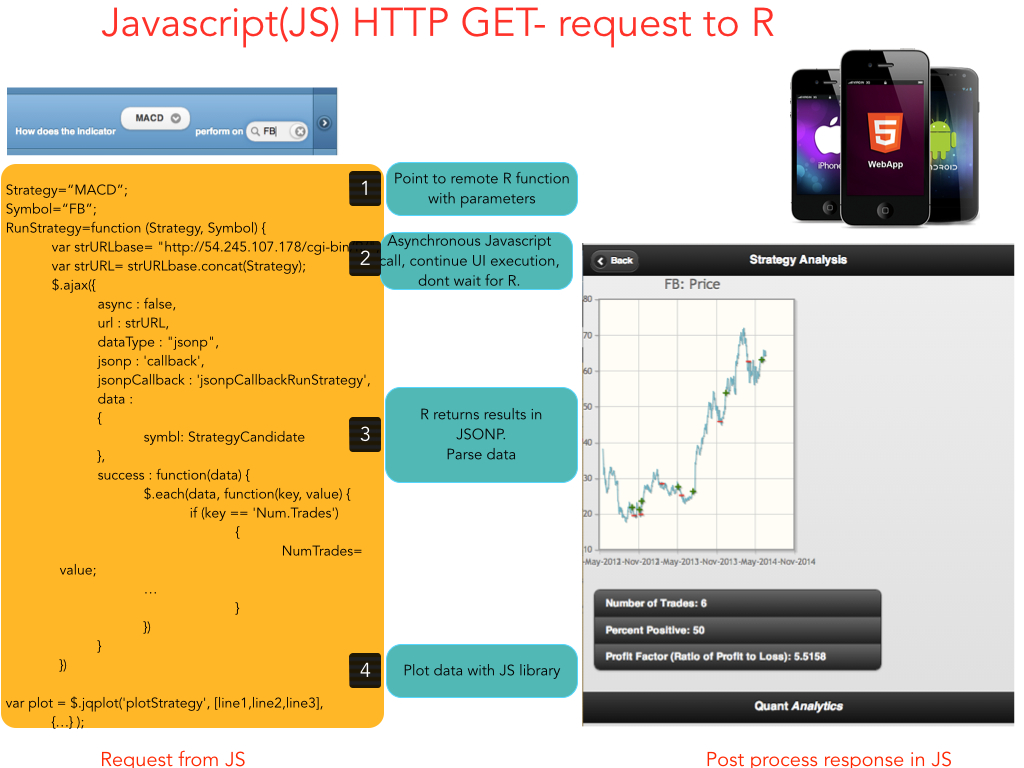 Javascript(JS) HTTP GET- request to R
How does the indicator MACD perform on FB
iPhone
WebApp
Strategy="MACD";
Symbol="FB";
RunStrategy=function (Strategy, Symbol) {
var strURLbase= "http://54.245.107.178/cgi-bin/
var strURL= strURLbase.concat(Strategy);
$.ajax({
async : false,
url : strURL,
dataType : "jsonp",
jsonp : 'callback',
jsonpCallback : 'jsonpCallbackRunStrategy',
data :
{
symbl: StrategyCandidate
},
success : function(data) {
$.each(data, function(key, value) {
if (key == 'Num.Trades')
{
NumTrades=
value;
…
}
})
}
})
var plot = $.jqplot('plotStrategy', [line1,line2,line3],
{…} );
1
Point to remote R function
with parameters
2
Asynchronous Javascript
call, continue UI execution,
dont wait for R.
3
R returns results in
JSONP.
Parse data
4
Plot data with JS library
Back
Strategy Analysis
FB: Price
80
70
60
50
40
30
20
10
-May-2012 -Nov-2012 -May-2013 -Nov-2013 -May-2014 -Nov-2014
Number of Trades: 6
Percent Positive: 50
Profit Factor (Ratio of Profit to Loss): 5.5158
Quant Analytics
Request from JS
Post process response in JS